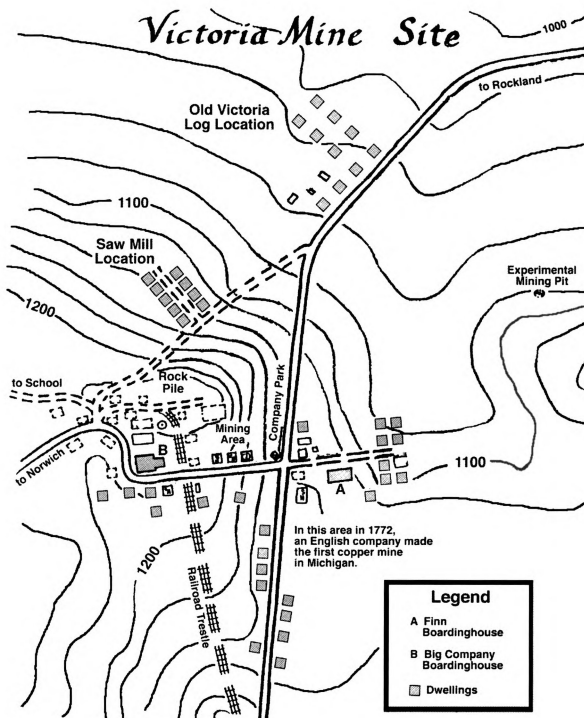 Victoria Mine Site
1000
to Rockland
Old Victoria
Log Location
1100
Saw Mill
Location
Experimental
Mining Pit
1200
to School
Rock
Pile
Company Park
Mining
Area
B
to Norwich
A
1100
In this area in 1772,
an English company made
the first copper mine
in Michigan.
1200
Railroad Trestle
Legend
A Finn
Boardinghouse
B Big Company
Boardinghouse
Dwellings